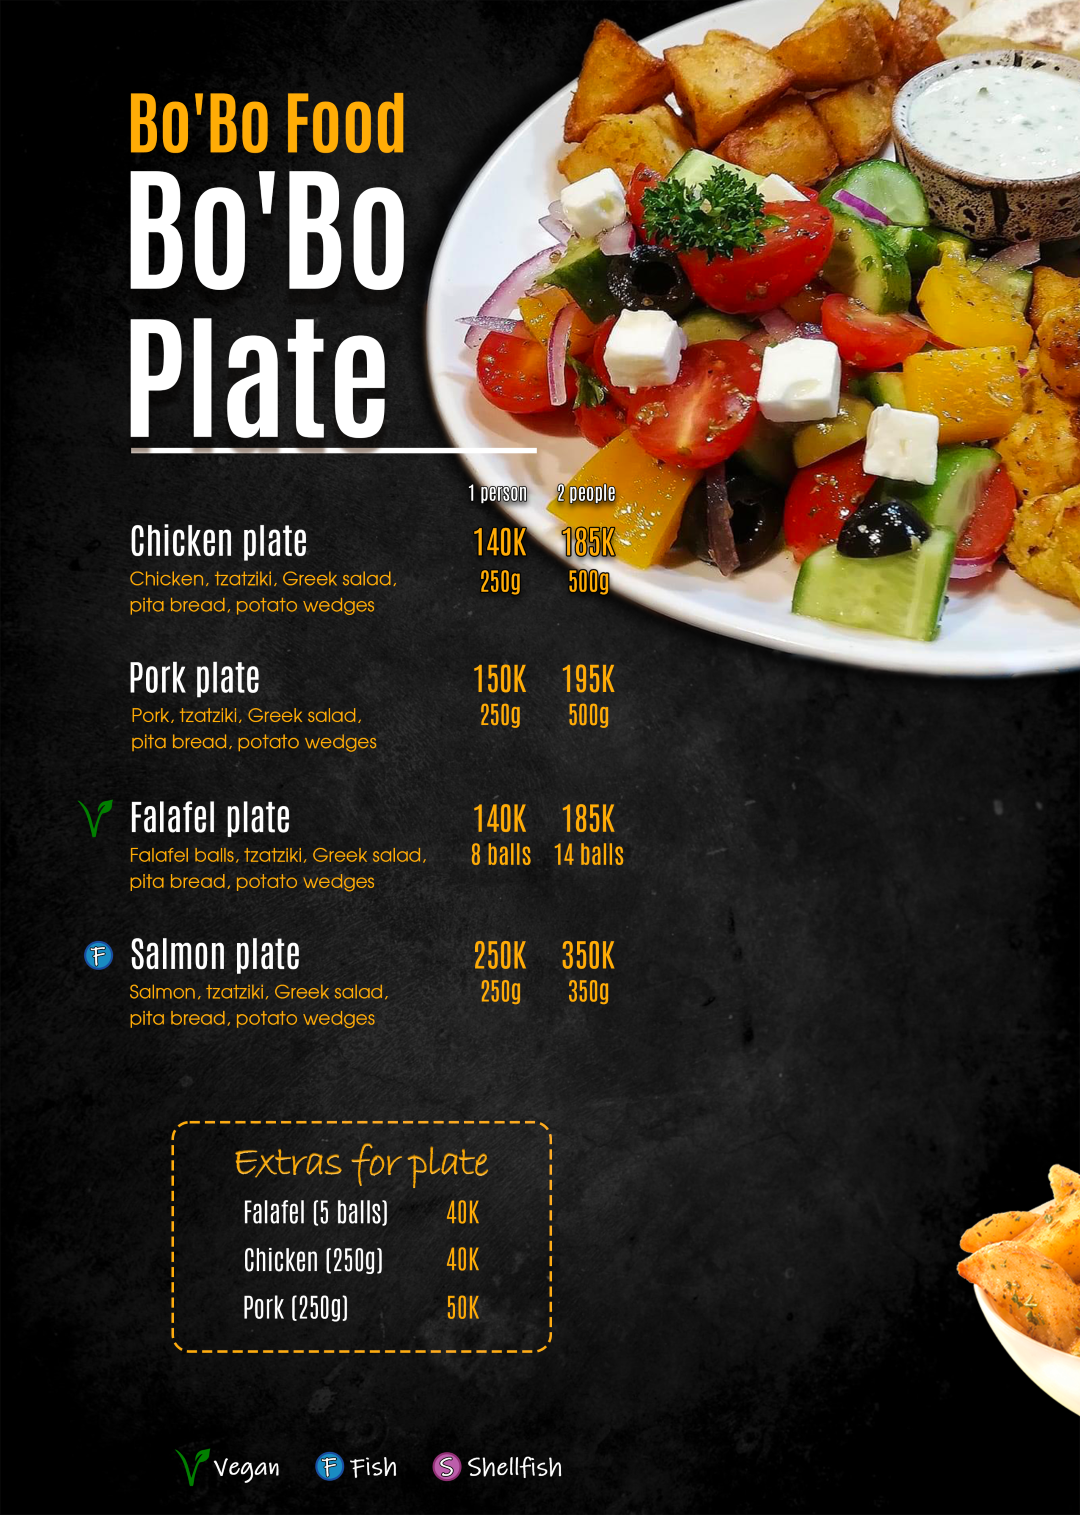 Bo'Bo Food
Bo'Bo
Plate
1 person 2 people
Chicken plate 140K 185K
Chicken, tzatziki, Greek salad, 250g 500g
pita bread, potato wedges
Pork plate 150K 195K
Pork, tzatziki, Greek salad, 250g 500g
pita bread, potato wedges
Falafel plate 140K 185K
Falafel balls, tzatziki, Greek salad, 8 balls 14 balls
pita bread, potato wedges
F Salmon plate 250K 350K
Salmon, tzatziki, Greek salad, 250g 350g
pita bread, potato wedges
Extras for plate
Falafel (5 balls) 40K
Chicken (250g) 40K
Pork (250g) 50K
Vegan F Fish S Shellfish